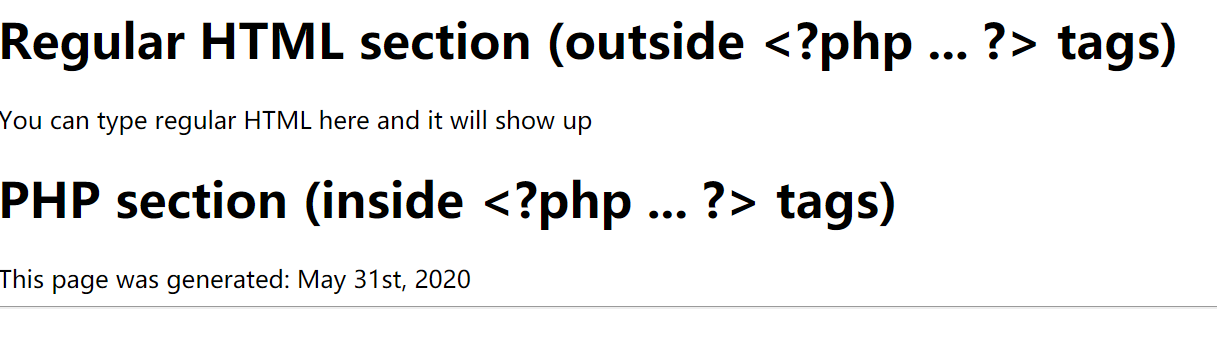 Regular HTML section (outside <?php ... ?> tags)
You can type regular HTML here and it will show up
PHP section (inside <?php ... ?> tags)
This page was generated: May 31st, 2020